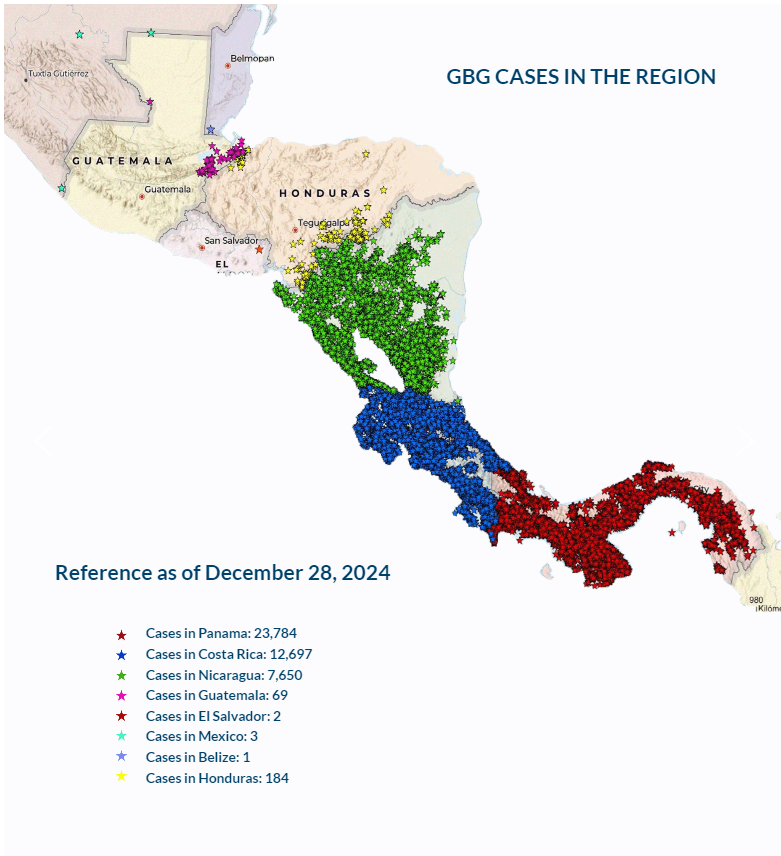 GBG CASES IN THE REGION
Belmopan
Tuxtla Gutiérrez
GUATEMALA
Guatemala
HONDURAS
San Salvador
EL
Reference as of December 28, 2024
980
Cases in Panama: 23,784
Cases in Costa Rica: 12,697
Cases in Nicaragua: 7,650
Cases in Guatemala: 69
Cases in El Salvador: 2
Cases in Mexico: 3
Cases in Belize: 1
Cases in Honduras: 184